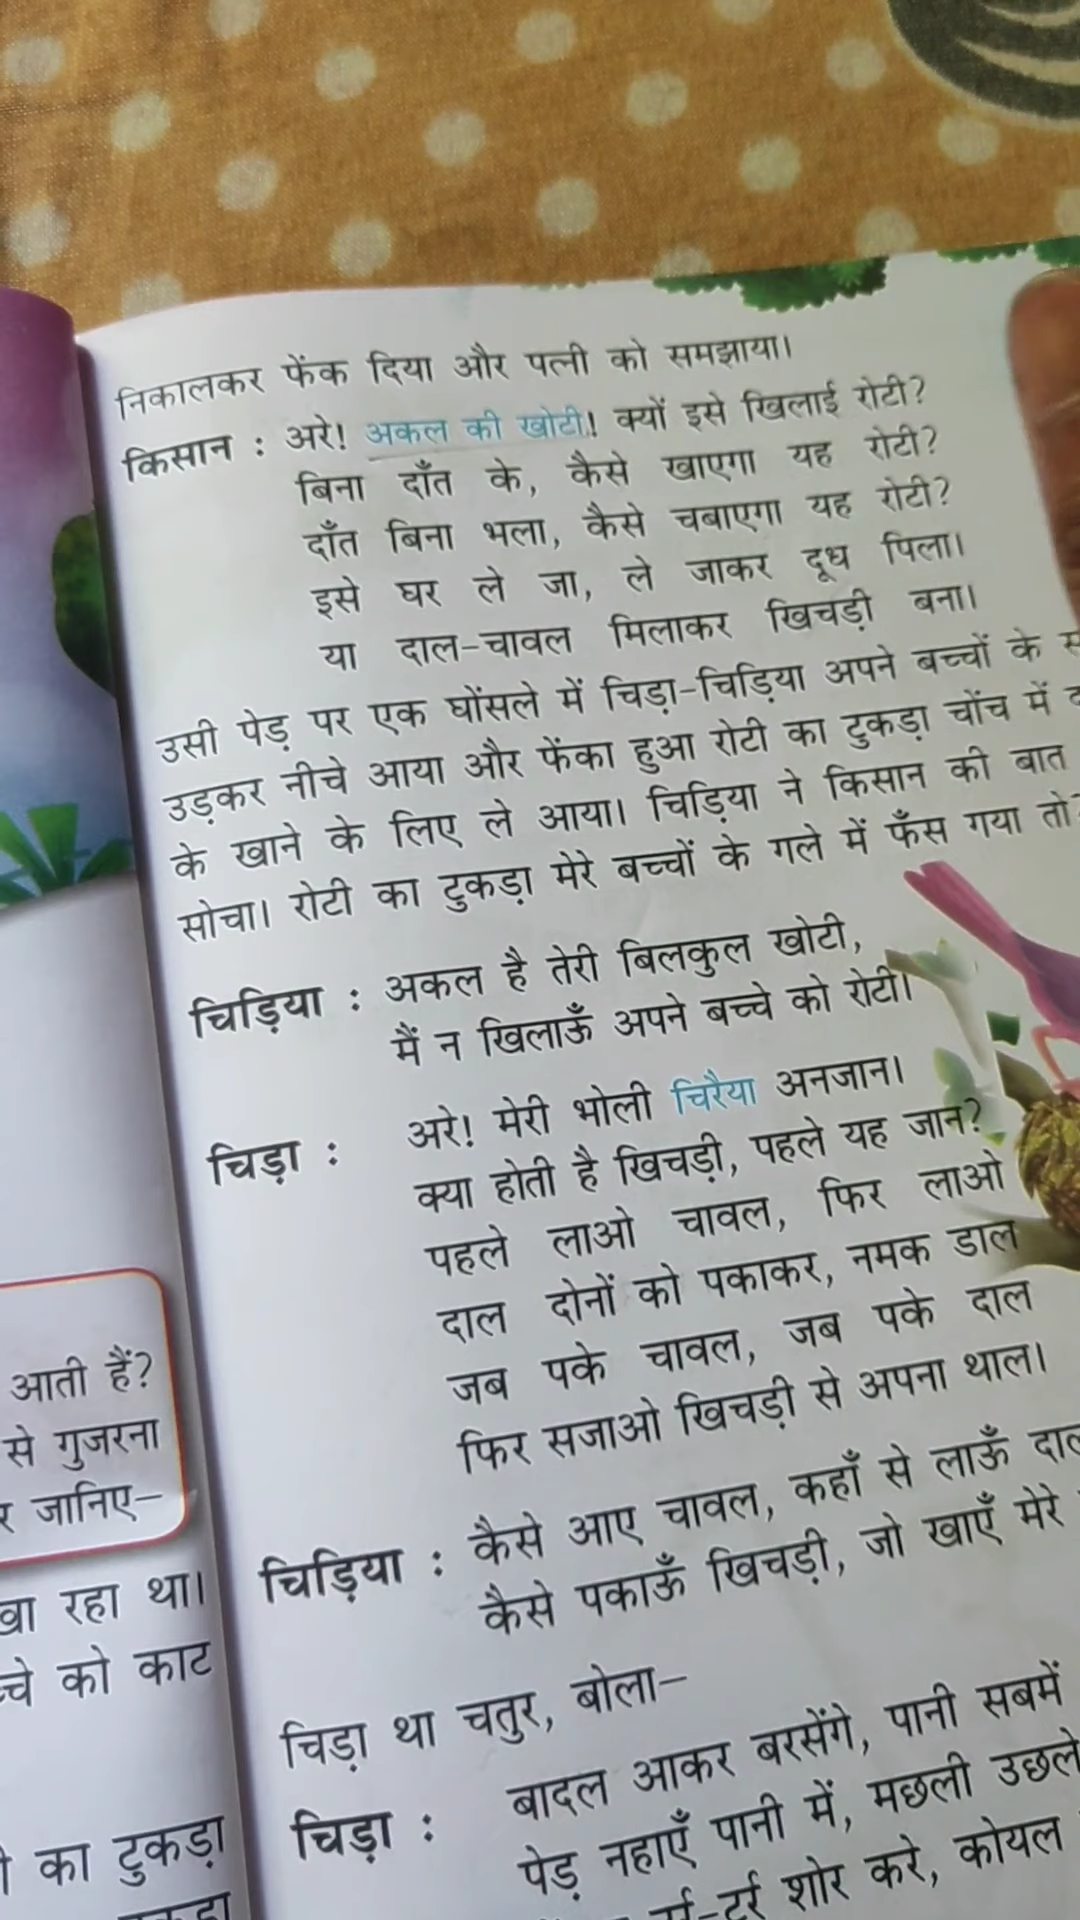 आती हैं?
से गुजरना
जानिए–
रहा था।
को काट
का टुकड़ा
निकालकर फेंक दिया और पत्नी को समझाया।
किसान : अरे! अकल की खोटी! क्यों इसे खिलाई रोटी?
बिना दाँत के, कैसे खाएगा यह रोटी?
दाँत बिना भला, कैसे चबाएगा यह रोटी?
इसे घर ले जा, ले जाकर दूध पिला।
या दाल-चावल मिलाकर खिचड़ी बना।
उसी पेड़ पर एक घोंसले में चिड़ा-चिड़िया अपने बच्चों के
उड़कर नीचे आया और फेंका हुआ रोटी का टुकड़ा चोंच में
के खाने के लिए ले आया। चिड़िया ने किसान की बात
सोचा। रोटी का टुकड़ा मेरे बच्चों के गले में फँस गया तो
चिड़िया : अकल है तेरी बिलकुल खोटी,
मैं न खिलाऊँ अपने बच्चे को रोटी।
चिड़ा : अरे! मेरी भोली चिरैया अनजान।
क्या होती है खिचड़ी, पहले यह जान?
पहले लाओ चावल, फिर लाओ
दाल दोनों को पकाकर, नमक डाल
जब पके चावल, जब पके दाल
फिर सजाओ खिचड़ी से अपना थाल।
चिड़िया : कैसे आए चावल, कहाँ से लाऊँ
कैसे पकाऊँ खिचड़ी, जो खाएँ मेरे
चिड़ा था चतुर, बोला–
चिड़ा : बादल आकर बरसेंगे, पानी सबमें
पेड़ नहाएँ पानी में, मछली उछले
शोर करे, कोयल